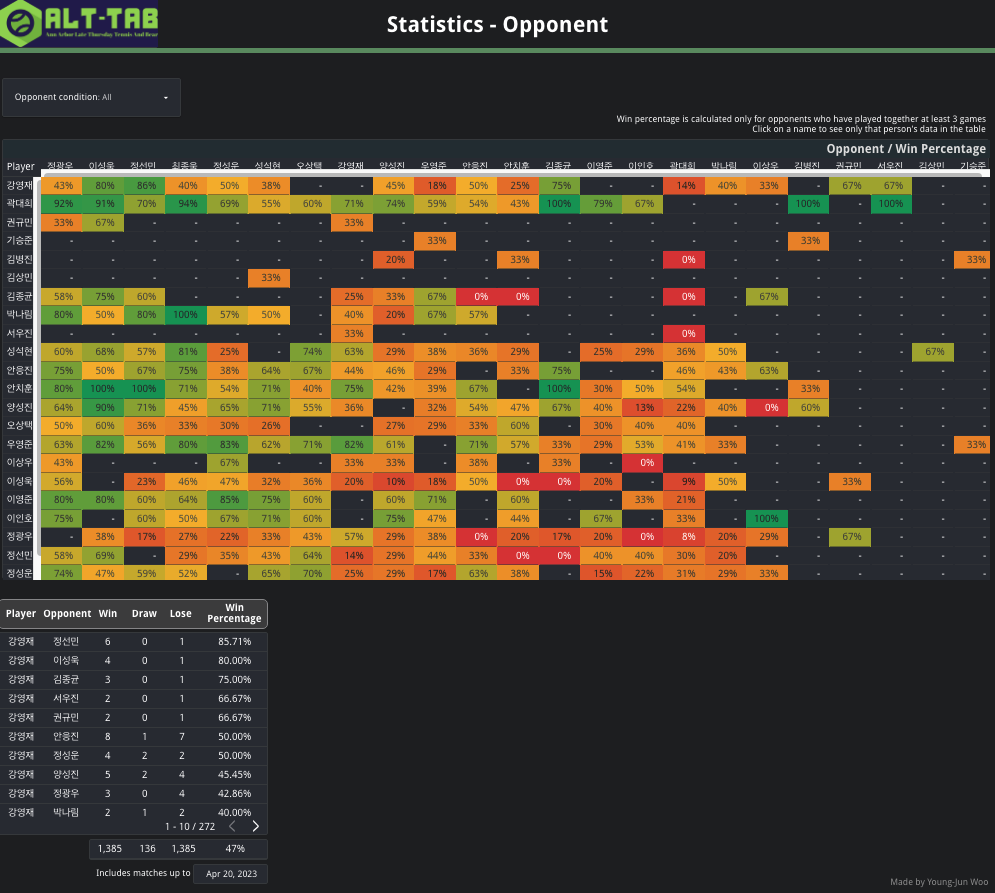 ALT-TAB
Ann Arbor Late Thursday Tennis And Beer
Statistics - Opponent
Opponent condition: All
Win percentage is calculated only for opponents who have played together at least 3 games
Click on a name to see only that person's data in the table
Opponent / Win Percentage
Player 정광우 이성욱 정선민 최종욱 정성운 성석현 오상택 강영재 양성진 우영준 안응진 안치훈 김종균 이영준 이인호 곽대희 박나림 이상우 김병진 권규민 서우진 김상민 기승준
강영재 43% 80% 86% 40% 50% 38% - - 45% 18% 50% 25% 75% - - 14% 40% 33% - 67% 67% - -
곽대희 92% 91% 70% 94% 69% 55% 60% 71% 74% 59% 54% 43% 100% 79% 67% - - - 100% - 100% - -
권규민 33% 67% - - - - - 33% - - - - - - - - - - - - - - -
기승준 - - - - - - - - - 33% - - - - - - - - 33% - - - -
김병진 - - - - - - - - 20% - - 33% - - - 0% - - - - - - 33%
김상민 - - - - - 33% - - - - - - - - - - - - - - - - -
김종균 58% 75% 60% - - - - 25% 33% 67% 0% 0% - - - 0% - 67% - - - - -
박나림 80% 50% 80% 100% 57% 50% - 40% 20% 67% 57% - - - - - - - - - - - -
서우진 - - - - - - - 33% - - - - - - - 0% - - - - - - -
성석현 60% 68% 57% 81% 25% - 74% 63% 29% 38% 36% 29% - 25% 29% 36% 50% - - - - 67% -
안응진 75% 50% 67% 75% 38% 64% 67% 44% 46% 29% - 33% 75% - - 46% 43% 63% - - - - -
안치훈 80% 100% 100% 71% 54% 71% 40% 75% 42% 39% 67% - 100% 30% 50% 54% - - 33% - - - -
양성진 64% 90% 71% 45% 65% 71% 55% 36% - 32% 54% 47% 67% 40% 13% 22% 40% 0% 60% - - - -
오상택 50% 60% 36% 33% 30% 26% - - 27% 29% 33% 60% - 30% 40% 40% - - - - - - -
우영준 63% 82% 56% 80% 83% 62% 71% 82% 61% - 71% 57% 33% 29% 53% 41% 33% - - - - - 33%
이상우 43% - - - 67% - - 33% 33% - 38% - 33% - 0% - - - - - - - -
이성욱 56% - 23% 46% 47% 32% 36% 20% 10% 18% 50% 0% 0% 20% - 9% 50% - - 33% - - -
이영준 80% 80% 60% 64% 85% 75% 60% - 60% 71% - 60% - - 33% 21% - - - - - - -
이인호 75% - 60% 50% 67% 71% 60% - 75% 47% - 44% - 67% - 33% - 100% - - - - -
정광우 - 38% 17% 27% 22% 33% 43% 57% 29% 38% 0% 20% 17% 20% 0% 8% 20% 29% - 67% - - -
정선민 58% 69% - 29% 35% 43% 64% 14% 29% 44% 33% 0% 0% 40% 40% 30% 20% - - - - - -
정성운 74% 47% 59% 52% - 65% 70% 25% 29% 17% 63% 38% - 15% 22% 31% 29% 33% - - - - -
Player Opponent Win Draw Lose Win Percentage
강영재 정선민 6 0 1 85.71%
강영재 이성욱 4 0 1 80.00%
강영재 김종균 3 0 1 75.00%
강영재 서우진 2 0 1 66.67%
강영재 권규민 2 0 1 66.67%
강영재 안응진 8 1 7 50.00%
강영재 정성운 4 2 2 50.00%
강영재 양성진 5 2 4 45.45%
강영재 정광우 3 0 4 42.86%
강영재 박나림 2 1 2 40.00%
1 - 10 / 272
1,385 136 1,385 47%
Includes matches up to Apr 20, 2023
Made by Young-Jun Woo